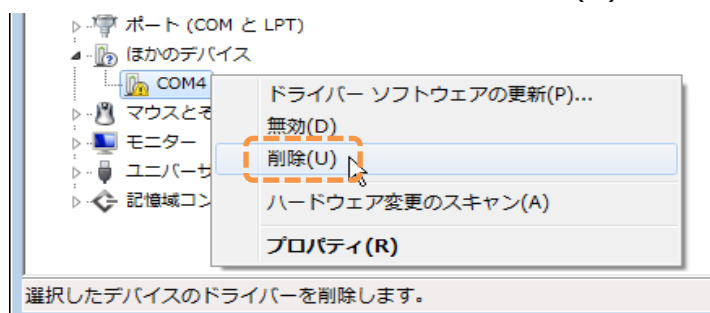 ポート (COM と LPT)
ほかのデバイス
COM4
ドライバー ソフトウェアの更新(P)...
マウスとそ
無効(D)
モニター
削除(U)
ユニバーサ
記憶域コン
ハードウェア変更のスキャン(A)
プロパティ(R)
選択したデバイスのドライバーを削除します。